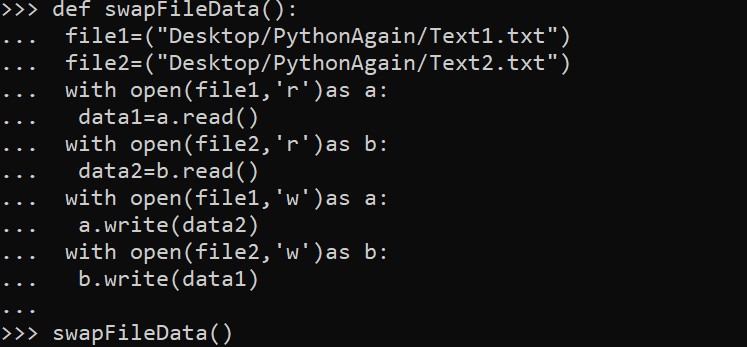 >>> def swapFileData():
...  file1=("Desktop/PythonAgain/Text1.txt")
...  file2=("Desktop/PythonAgain/Text2.txt")
...  with open(file1,'r')as a:
...   data1=a.read()
...  with open(file2,'r')as b:
...   data2=b.read()
...  with open(file1,'w')as a:
...   a.write(data2)
...  with open(file2,'w')as b:
...   b.write(data1)
...
>>> swapFileData()